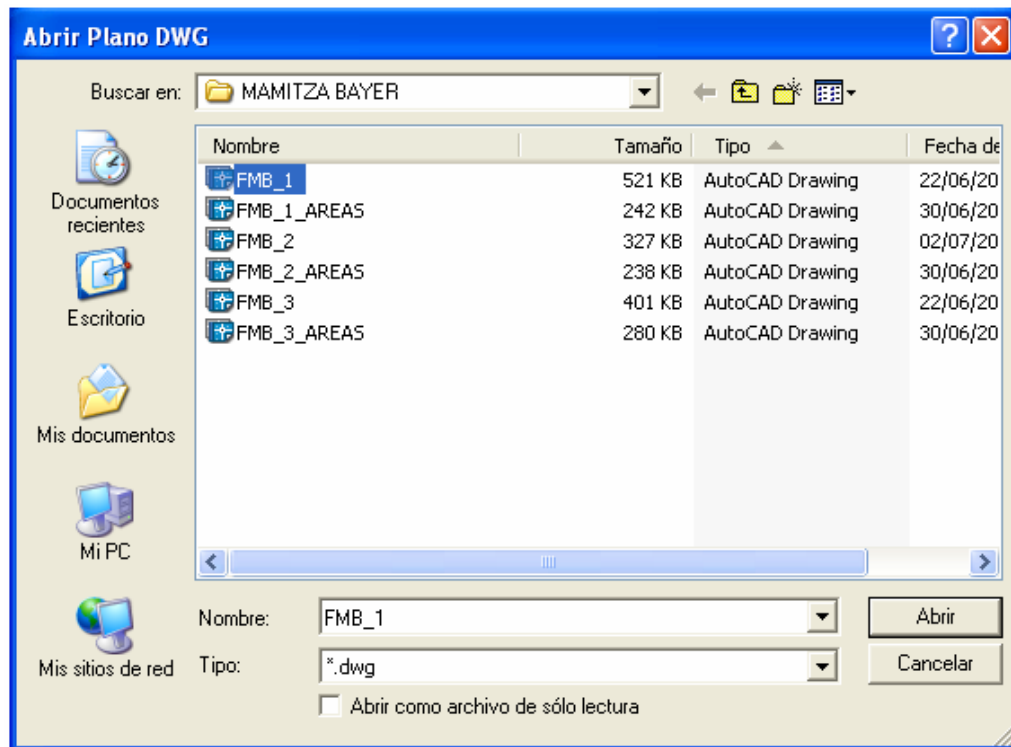 Abrir Plano DWG
Buscar en: MAMITZA BAYER
Nombre Tamaño Tipo Fecha de
FMB_1 521 KB AutoCAD Drawing 22/06/20
FMB_1_AREAS 242 KB AutoCAD Drawing 30/06/20
FMB_2 327 KB AutoCAD Drawing 02/07/20
FMB_2_AREAS 238 KB AutoCAD Drawing 30/06/20
FMB_3 401 KB AutoCAD Drawing 22/06/20
FMB_3_AREAS 280 KB AutoCAD Drawing 30/06/20
Documentos
recientes
Escritorio
Mis documentos
Mi PC
Mis sitios de red
Nombre: FMB_1 Abrir
Tipo: *.dwg Cancelar
Abrir como archivo de sólo lectura